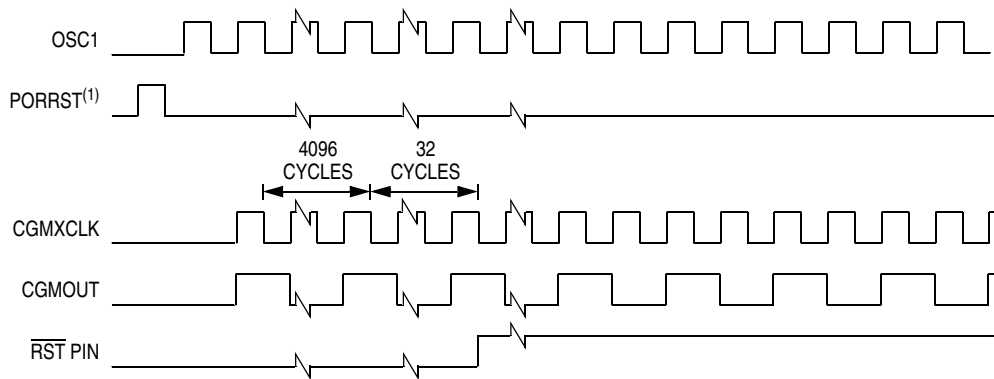 OSC1
PORRST(1)
4096
CYCLES
32
CYCLES
CGMXCLK
CGMOUT
RST PIN